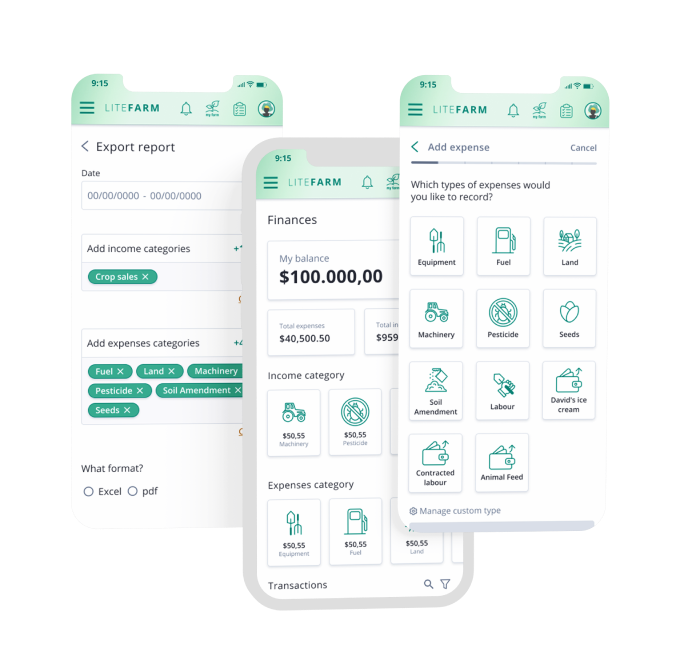 9:15
LITEFARM
my farm
Export report
Date
00/00/0000 - 00/00/0000
Add income categories
Crop sales
Add expenses categories
Fuel
Land
Machinery
Pesticide
Soil Amendment
Seeds
What format?
Excel
pdf
9:15
LITEFARM
Finances
My balance
$100.000,00
Total expenses
$40,500.50
Total in
$959
Income category
$50,55
Machinery
$50,55
Pesticide
Expenses category
$50,55
Equipment
$50,55
Fuel
$50,55
Land
Transactions
9:15
LITEFARM
my farm
Add expense
Cancel
Which types of expenses would
you like to record?
Equipment
Fuel
Land
Machinery
Pesticide
Seeds
Soil
Amendment
Labour
David's ice
cream
Contracted
labour
Animal Feed
Manage custom type